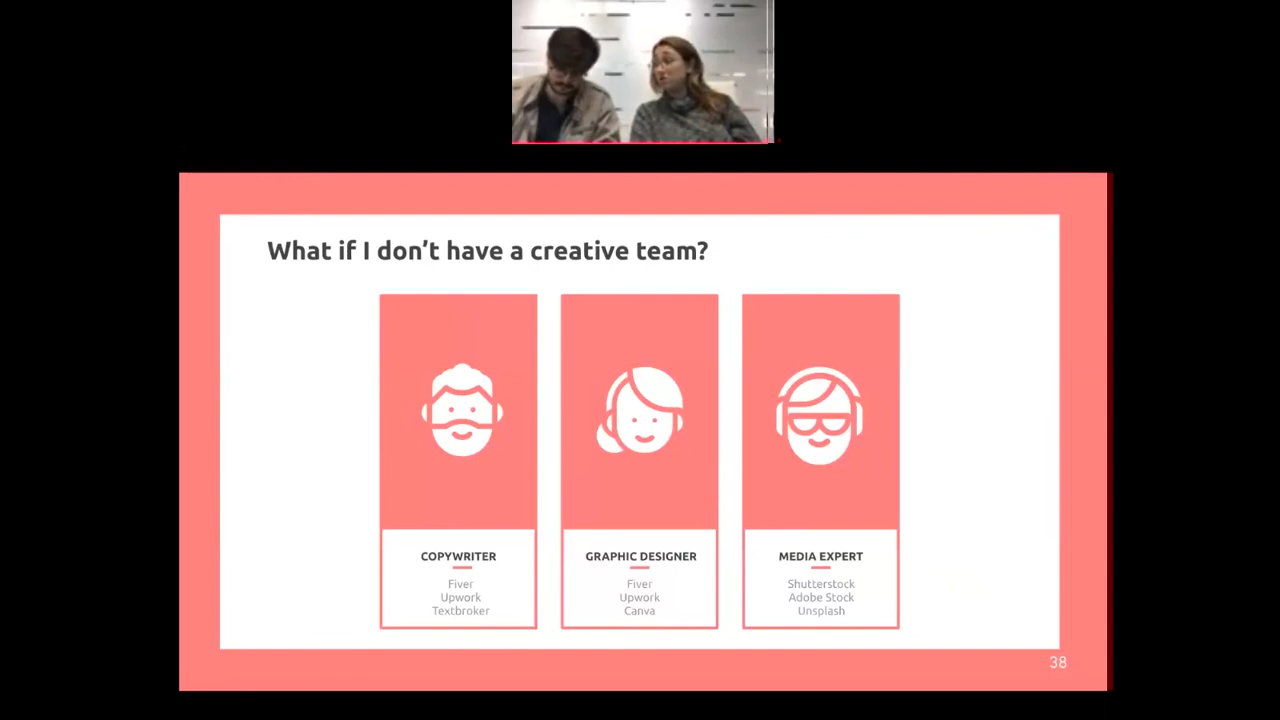 What if I don't have a creative team?
COPYWRITER
Fiver
Upwork
Textbroker
GRAPHIC DESIGNER
Fiver
Upwork
Canva
MEDIA EXPERT
Shutterstock
Adobe Stock
Unsplash
38